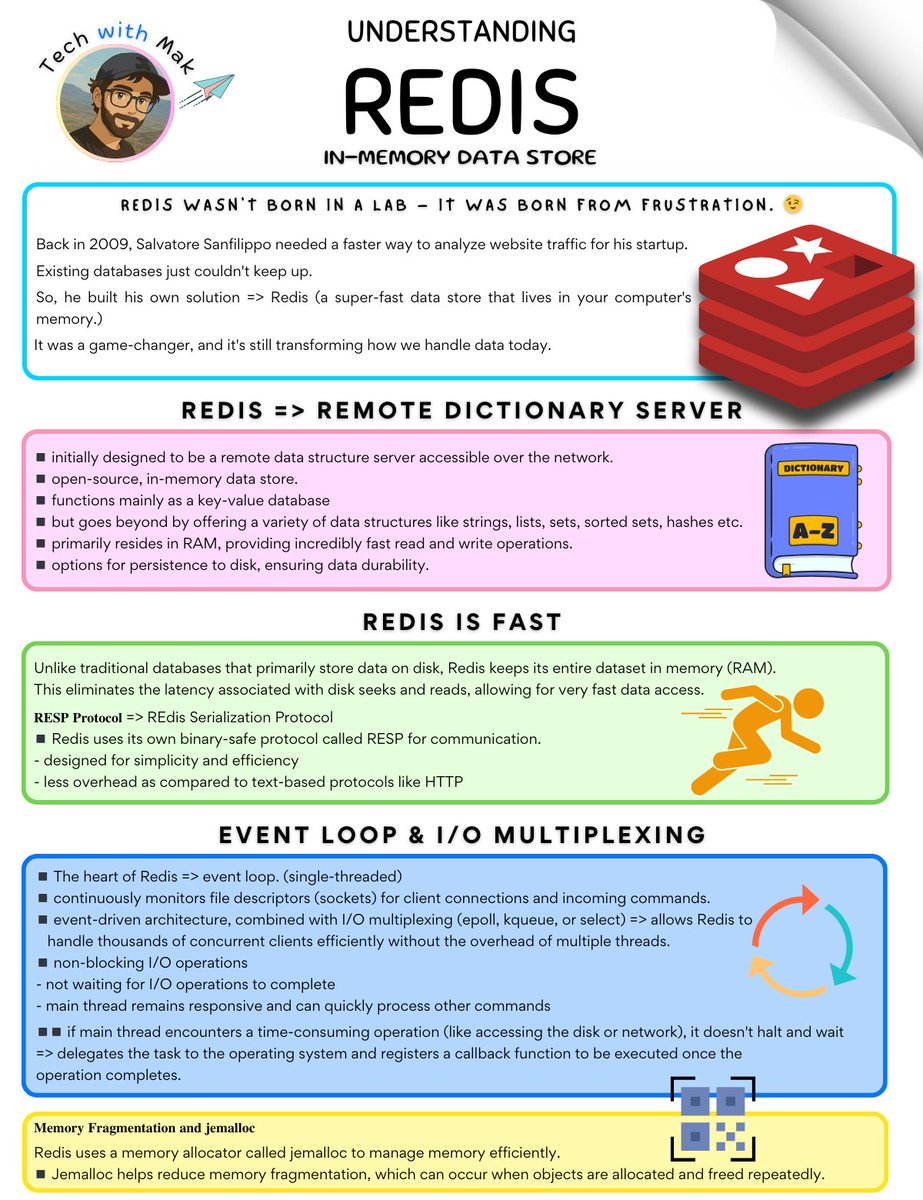 Tech with Mak
UNDERSTANDING
REDIS
IN-MEMORY DATA STORE
REDIS WASN'T BORN IN A LAB – IT WAS BORN FROM FRUSTRATION. 😉
Back in 2009, Salvatore Sanfilippo needed a faster way to analyze website traffic for his startup.
Existing databases just couldn't keep up.
So, he built his own solution => Redis (a super-fast data store that lives in your computer's
memory.)
It was a game-changer, and it's still transforming how we handle data today.
REDIS => REMOTE DICTIONARY SERVER
◾ initially designed to be a remote data structure server accessible over the network.
◾ open-source, in-memory data store.
◾ functions mainly as a key-value database
◾ but goes beyond by offering a variety of data structures like strings, lists, sets, sorted sets, hashes etc.
◾ primarily resides in RAM, providing incredibly fast read and write operations.
◾ options for persistence to disk, ensuring data durability.
DICTIONARY
A-Z
REDIS IS FAST
Unlike traditional databases that primarily store data on disk, Redis keeps its entire dataset in memory (RAM).
This eliminates the latency associated with disk seeks and reads, allowing for very fast data access.
RESP Protocol => REdis Serialization Protocol
◾ Redis uses its own binary-safe protocol called RESP for communication.
- designed for simplicity and efficiency
- less overhead as compared to text-based protocols like HTTP
EVENT LOOP & I/O MULTIPLEXING
◾ The heart of Redis => event loop. (single-threaded)
◾ continuously monitors file descriptors (sockets) for client connections and incoming commands.
◾ event-driven architecture, combined with I/O multiplexing (epoll, kqueue, or select) => allows Redis to
handle thousands of concurrent clients efficiently without the overhead of multiple threads.
◾ non-blocking I/O operations
- not waiting for I/O operations to complete
- main thread remains responsive and can quickly process other commands
◾◾ if main thread encounters a time-consuming operation (like accessing the disk or network), it doesn't halt and wait
=> delegates the task to the operating system and registers a callback function to be executed once the
operation completes.
Memory Fragmentation and jemalloc
Redis uses a memory allocator called jemalloc to manage memory efficiently.
◾ Jemalloc helps reduce memory fragmentation, which can occur when objects are allocated and freed repeatedly.